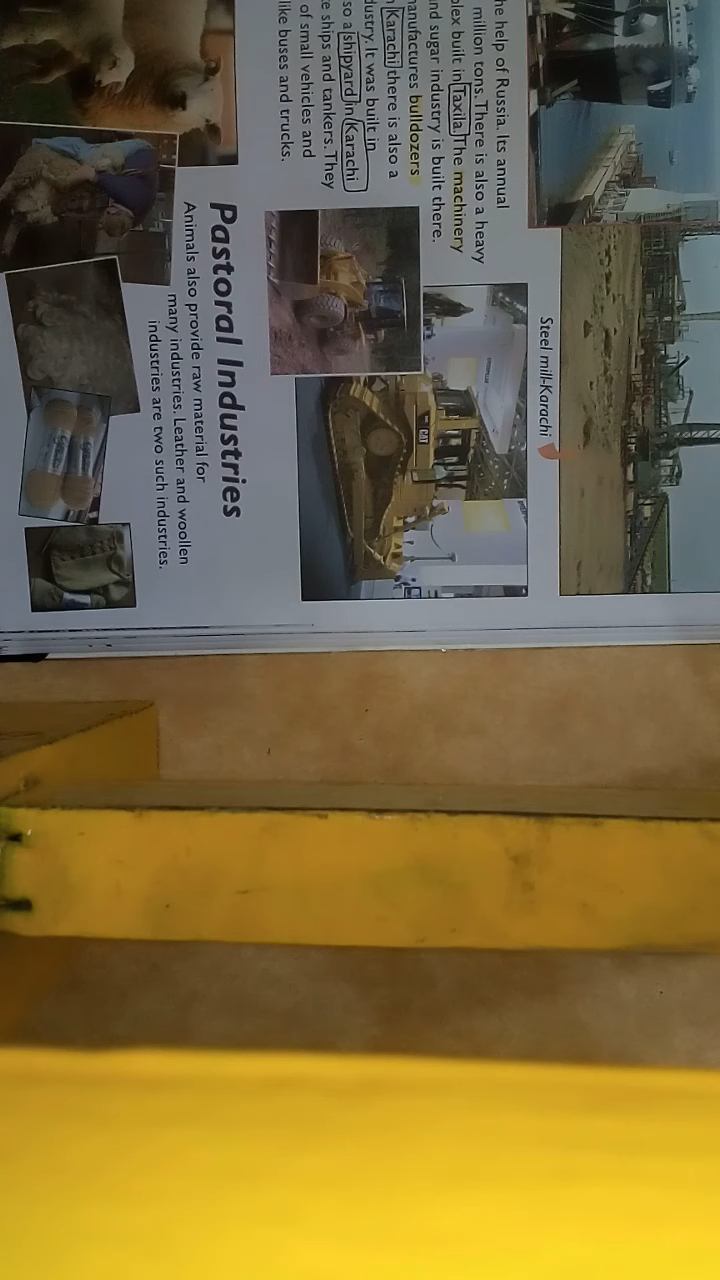 he help of Russia. Its annual
million tons. There is also a heavy
plex built in Taxila. The machinery
nd sugar industry is built there.
manufactures bulldozers
Karachi there is also a
dustry. It was built in
so a shipyard in Karachi
ships and tankers. They
of small vehicles and
like buses and trucks.
Steel mill-Karachi
CAT
Pastoral Industries
Animals also provide raw material for
many industries. Leather and woollen
industries are two such industries.